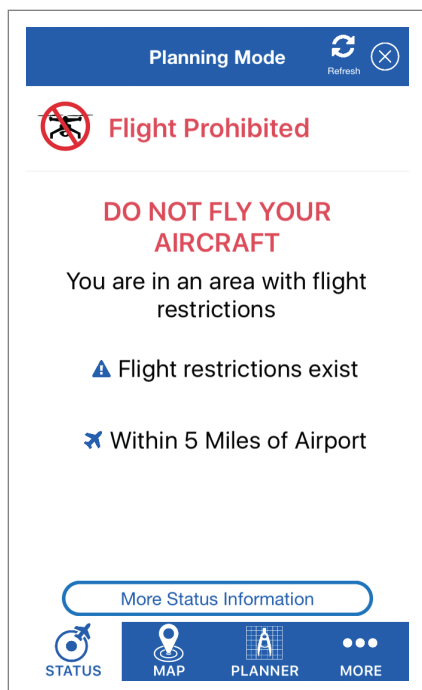 Planning Mode
Refresh
Flight Prohibited
DO NOT FLY YOUR
AIRCRAFT
You are in an area with flight
restrictions
Flight restrictions exist
Within 5 Miles of Airport
More Status Information
STATUS
MAP
PLANNER
MORE